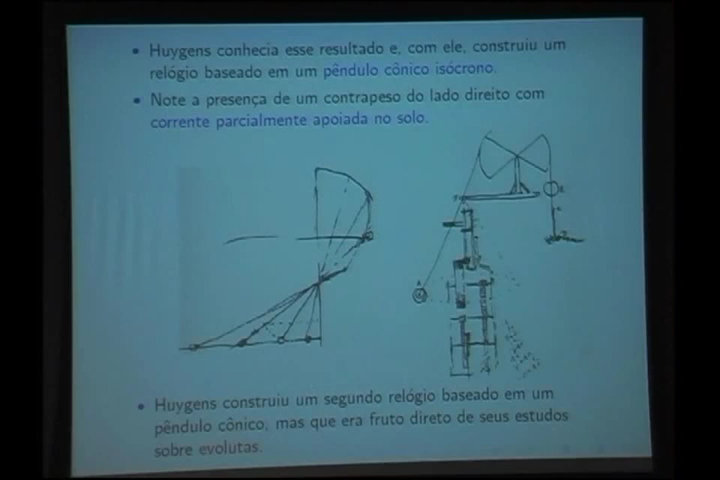 • Huygens conhecia esse resultado e, com ele, construiu um
relógio baseado em um pêndulo cônico isócrono.
• Note a presença de um contrapeso do lado direito com
corrente parcialmente apoiada no solo.
• Huygens construiu um segundo relógio baseado em um
pêndulo cônico, mas que era fruto direto de seus estudos
sobre evolutas.